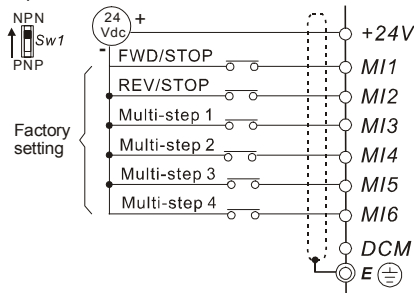 NPN
Sw1
PNP
24
Vdc
+
-
+24V
FWD/STOP
MI1
REV/STOP
MI2
Multi-step 1
MI3
Multi-step 2
MI4
Multi-step 3
MI5
Multi-step 4
MI6
Factory
setting
DCM
E